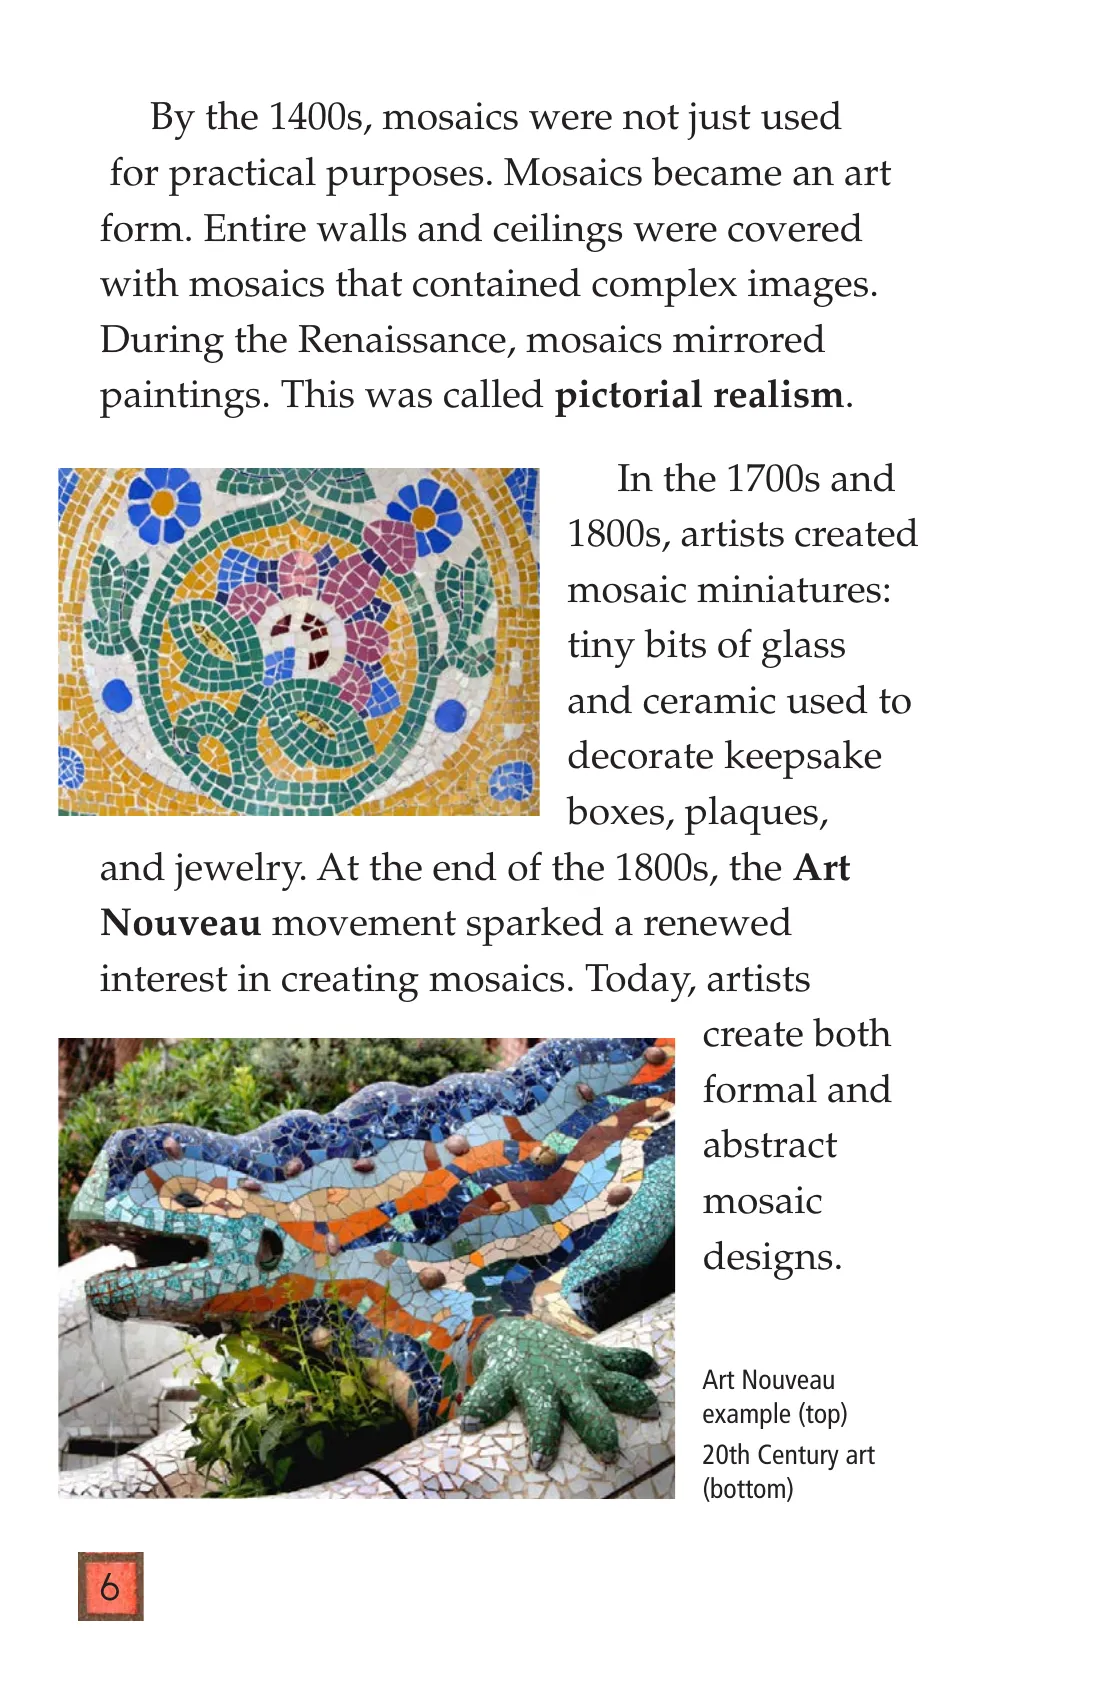 By the 1400s, mosaics were not just used
for practical purposes. Mosaics became an art
form. Entire walls and ceilings were covered
with mosaics that contained complex images.
During the Renaissance, mosaics mirrored
paintings. This was called pictorial realism.
In the 1700s and
1800s, artists created
mosaic miniatures:
tiny bits of glass
and ceramic used to
decorate keepsake
boxes, plaques,
and jewelry. At the end of the 1800s, the Art
Nouveau movement sparked a renewed
interest in creating mosaics. Today, artists
create both
formal and
abstract
mosaic
designs.
Art Nouveau
example (top)
20th Century art
(bottom)
6